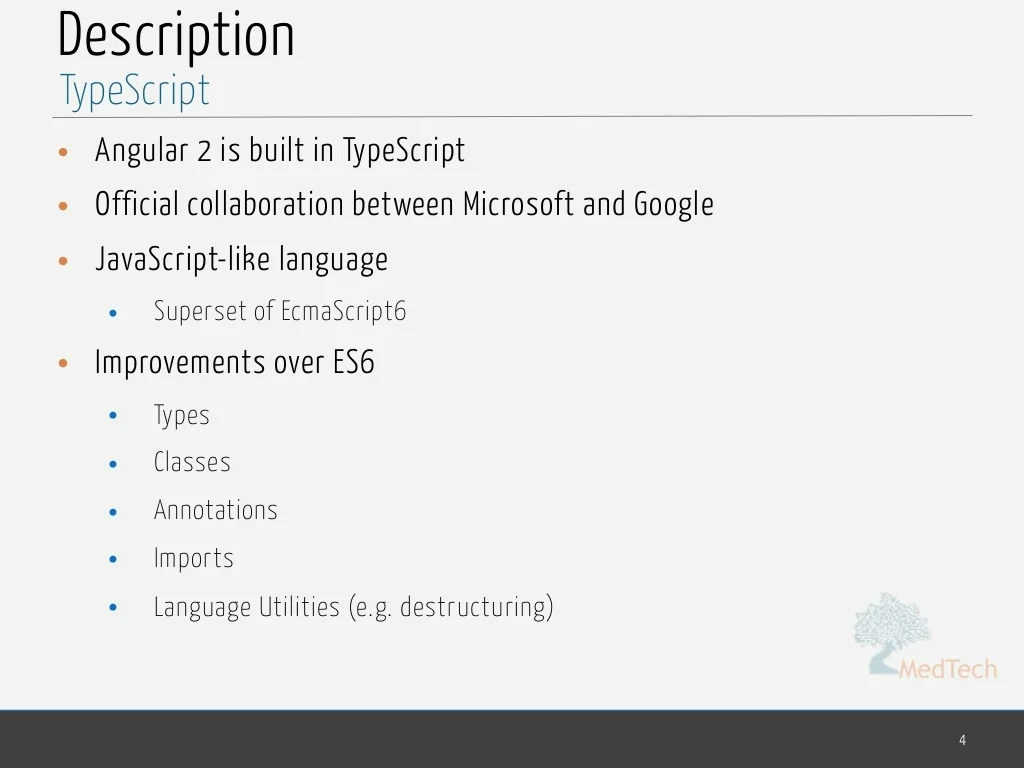 Description
TypeScript
• Angular 2 is built in TypeScript
• Official collaboration between Microsoft and Google
• JavaScript-like language
• Superset of EcmaScript6
• Improvements over ES6
• Types
• Classes
• Annotations
• Imports
• Language Utilities (e.g. destructuring)
MedTech
4